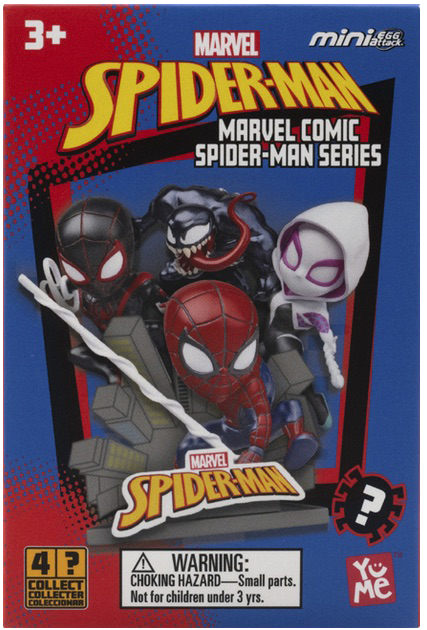 3+
MARVEL
mini EGG attack.
SPIDER-MAN
MARVEL COMIC
SPIDER-MAN SERIES
MARVEL
SPIDER-MAN
?
4 ?
COLLECT
COLLECTER
COLECCIONAR
⚠ WARNING:
CHOKING HAZARD—Small parts.
Not for children under 3 yrs.
YuMe™